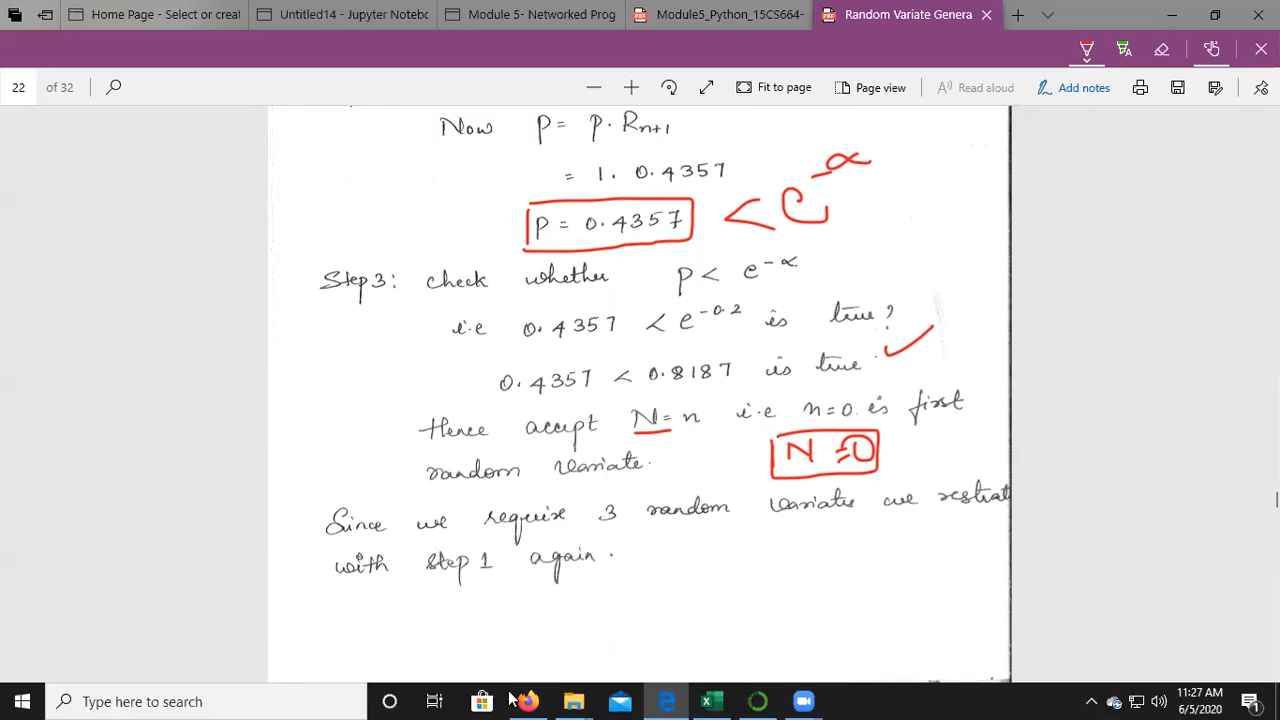 Home Page - Select or creat
Untitled14 - Jupyter Notebo
Module 5- Networked Prog
Module5_Python_15CS664-
Random Variate Genera
22 of 32
Fit to page
Page view
Read aloud
Add notes
Now P = P. Rn+1
= 1. 0.4357
P = 0.4357 < e^-α
Step3: check whether P < e^-α
i.e 0.4357 < e^-0.2 is true?
0.4357 < 0.8187 is true.
Hence accept N = n i.e n=0 is first
random variate.
N = 0
Since we require 3 random variates we restrat
with step 1 again.
Type here to search
11:27 AM
6/5/2020